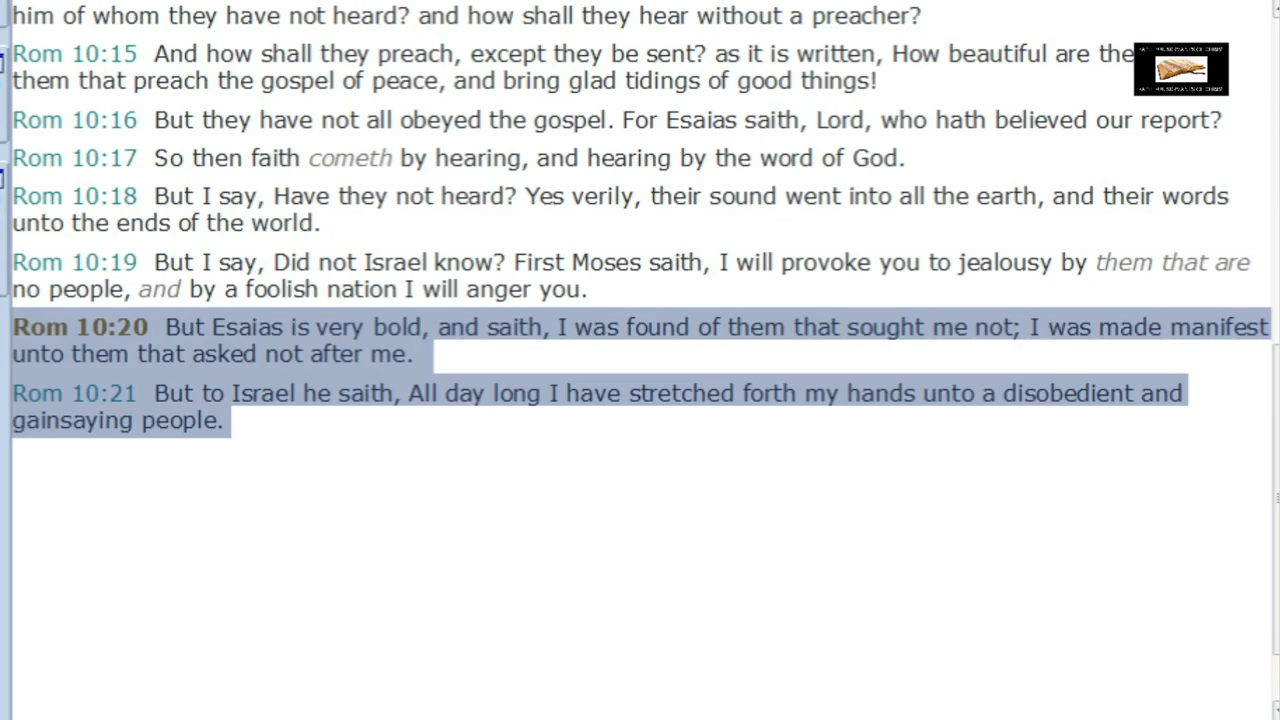 him of whom they have not heard? and how shall they hear without a preacher?
Rom 10:15 And how shall they preach, except they be sent? as it is written, How beautiful are the
them that preach the gospel of peace, and bring glad tidings of good things!
Rom 10:16 But they have not all obeyed the gospel. For Esaias saith, Lord, who hath believed our report?
Rom 10:17 So then faith cometh by hearing, and hearing by the word of God.
Rom 10:18 But I say, Have they not heard? Yes verily, their sound went into all the earth, and their words
unto the ends of the world.
Rom 10:19 But I say, Did not Israel know? First Moses saith, I will provoke you to jealousy by them that are
no people, and by a foolish nation I will anger you.
Rom 10:20 But Esaias is very bold, and saith, I was found of them that sought me not; I was made manifest
unto them that asked not after me.
Rom 10:21 But to Israel he saith, All day long I have stretched forth my hands unto a disobedient and
gainsaying people.